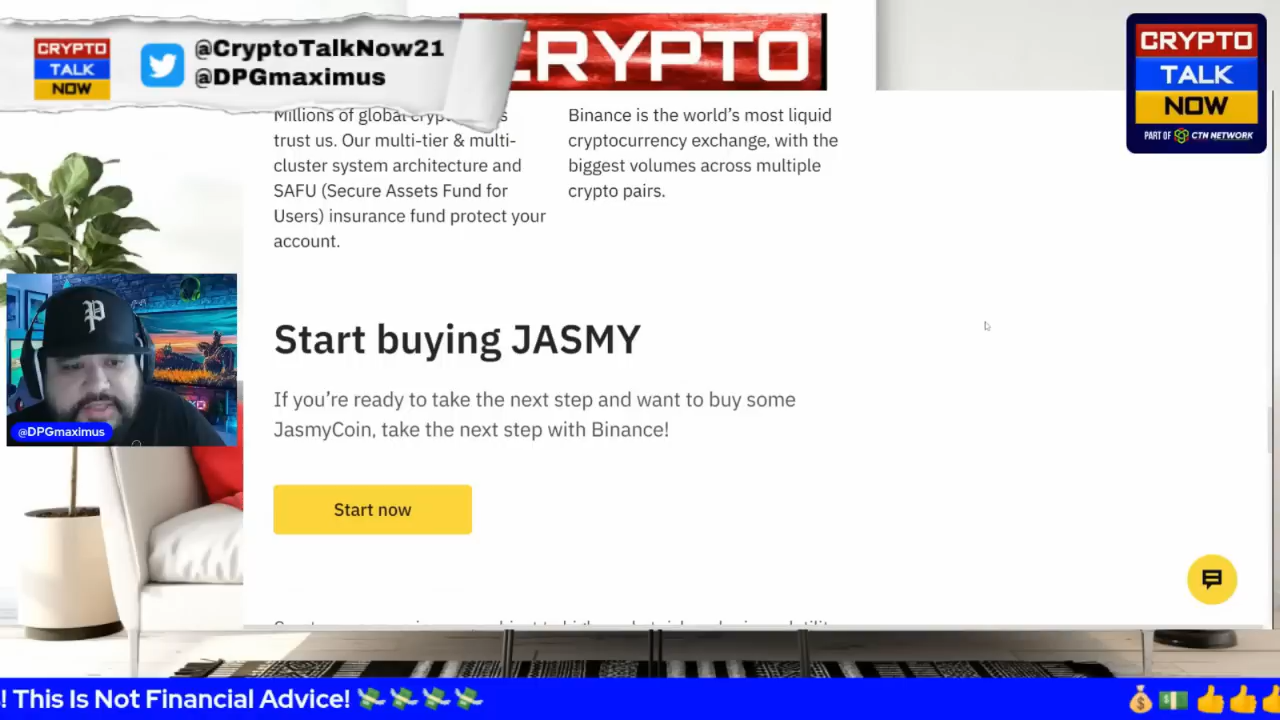 CRYPTO
TALK
NOW
@CryptoTalkNow21
@DPGmaximus
CRYPTO
CRYPTO
TALK
NOW
PART OF CTN NETWORK
Millions of global
trust us. Our multi-tier & multi-
cluster system architecture and
SAFU (Secure Assets Fund for
Users) insurance fund protect your
account.
Binance is the world’s most liquid
cryptocurrency exchange, with the
biggest volumes across multiple
crypto pairs.
Start buying JASMY
If you’re ready to take the next step and want to buy some
JasmyCoin, take the next step with Binance!
Start now
@DPGmaximus
! This Is Not Financial Advice! 💸💸💸💸 💰💵👍👍👍